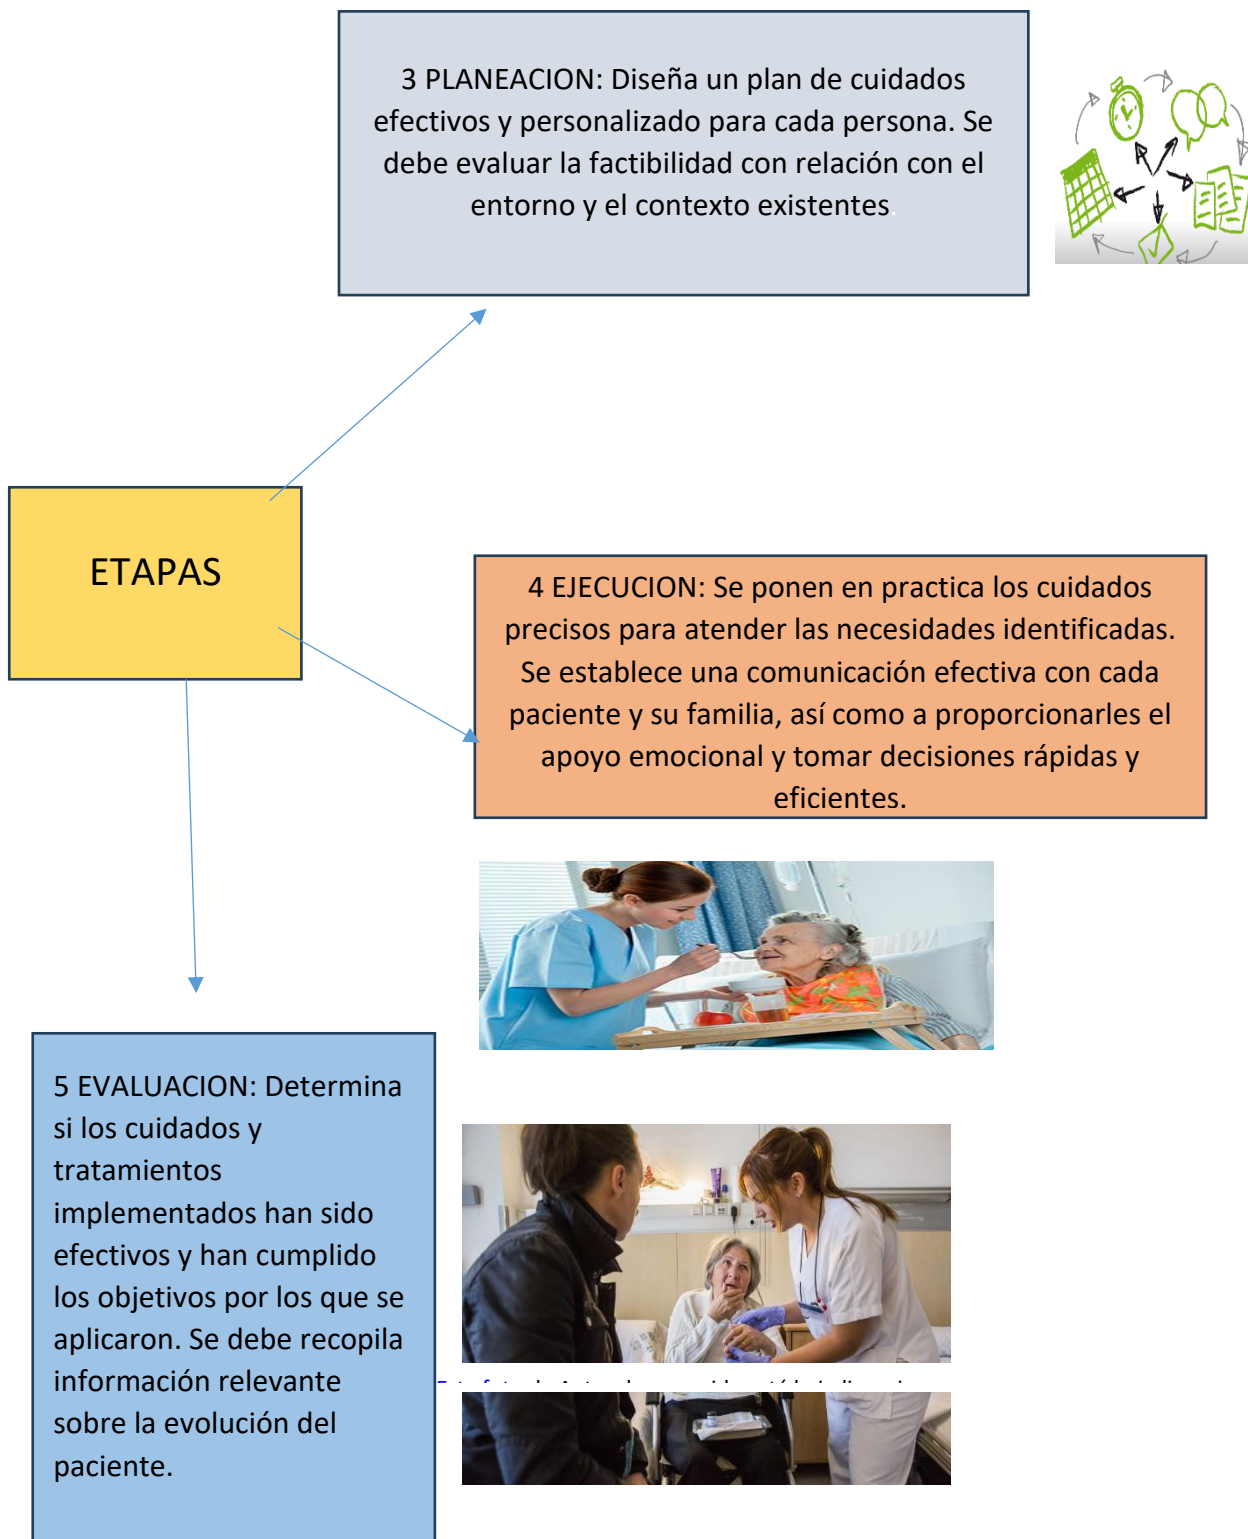 3 PLANEACION: Diseña un plan de cuidados
efectivos y personalizado para cada persona. Se
debe evaluar la factibilidad con relación con el
entorno y el contexto existentes.
ETAPAS
4 EJECUCION: Se ponen en practica los cuidados
precisos para atender las necesidades identificadas.
Se establece una comunicación efectiva con cada
paciente y su familia, así como a proporcionarles el
apoyo emocional y tomar decisiones rápidas y
eficientes.
5 EVALUACION: Determina
si los cuidados y
tratamientos
implementados han sido
efectivos y han cumplido
los objetivos por los que se
aplicaron. Se debe recopila
información relevante
sobre la evolución del
paciente.